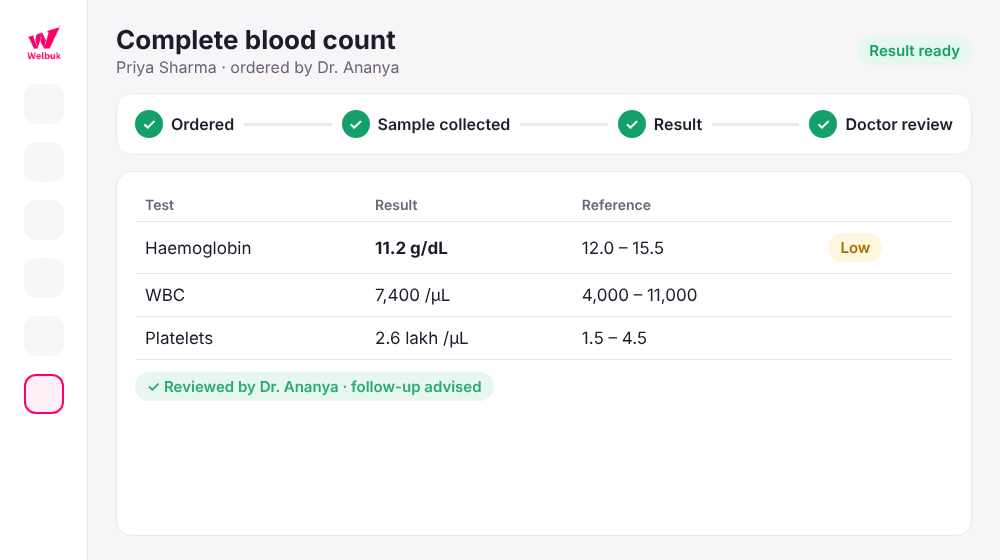 Welbuk
Complete blood count
Priya Sharma · ordered by Dr. Ananya
Result ready
Ordered
Sample collected
Result
Doctor review
Test Result Reference
Haemoglobin 11.2 g/dL 12.0 – 15.5 Low
WBC 7,400 /µL 4,000 – 11,000
Platelets 2.6 lakh /µL 1.5 – 4.5
✓ Reviewed by Dr. Ananya · follow-up advised